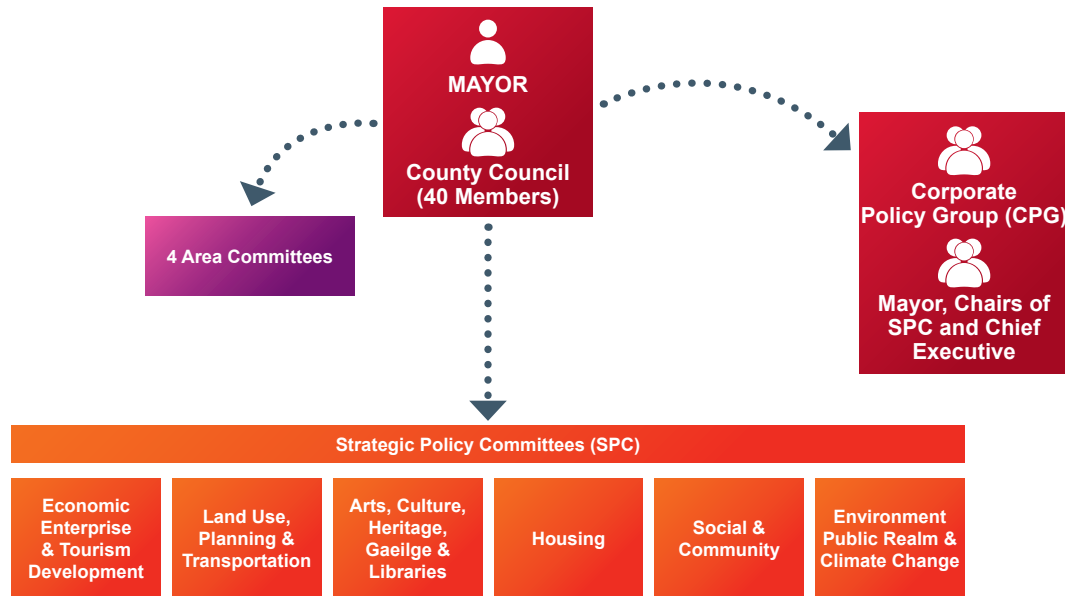 MAYOR
County Council
(40 Members)
4 Area Committees
Corporate
Policy Group (CPG)
Mayor, Chairs of
SPC and Chief
Executive
Strategic Policy Committees (SPC)
Economic
Enterprise
& Tourism
Development
Land Use,
Planning &
Transportation
Arts, Culture,
Heritage,
Gaeilge &
Libraries
Housing
Social &
Community
Environment
Public Realm &
Climate Change